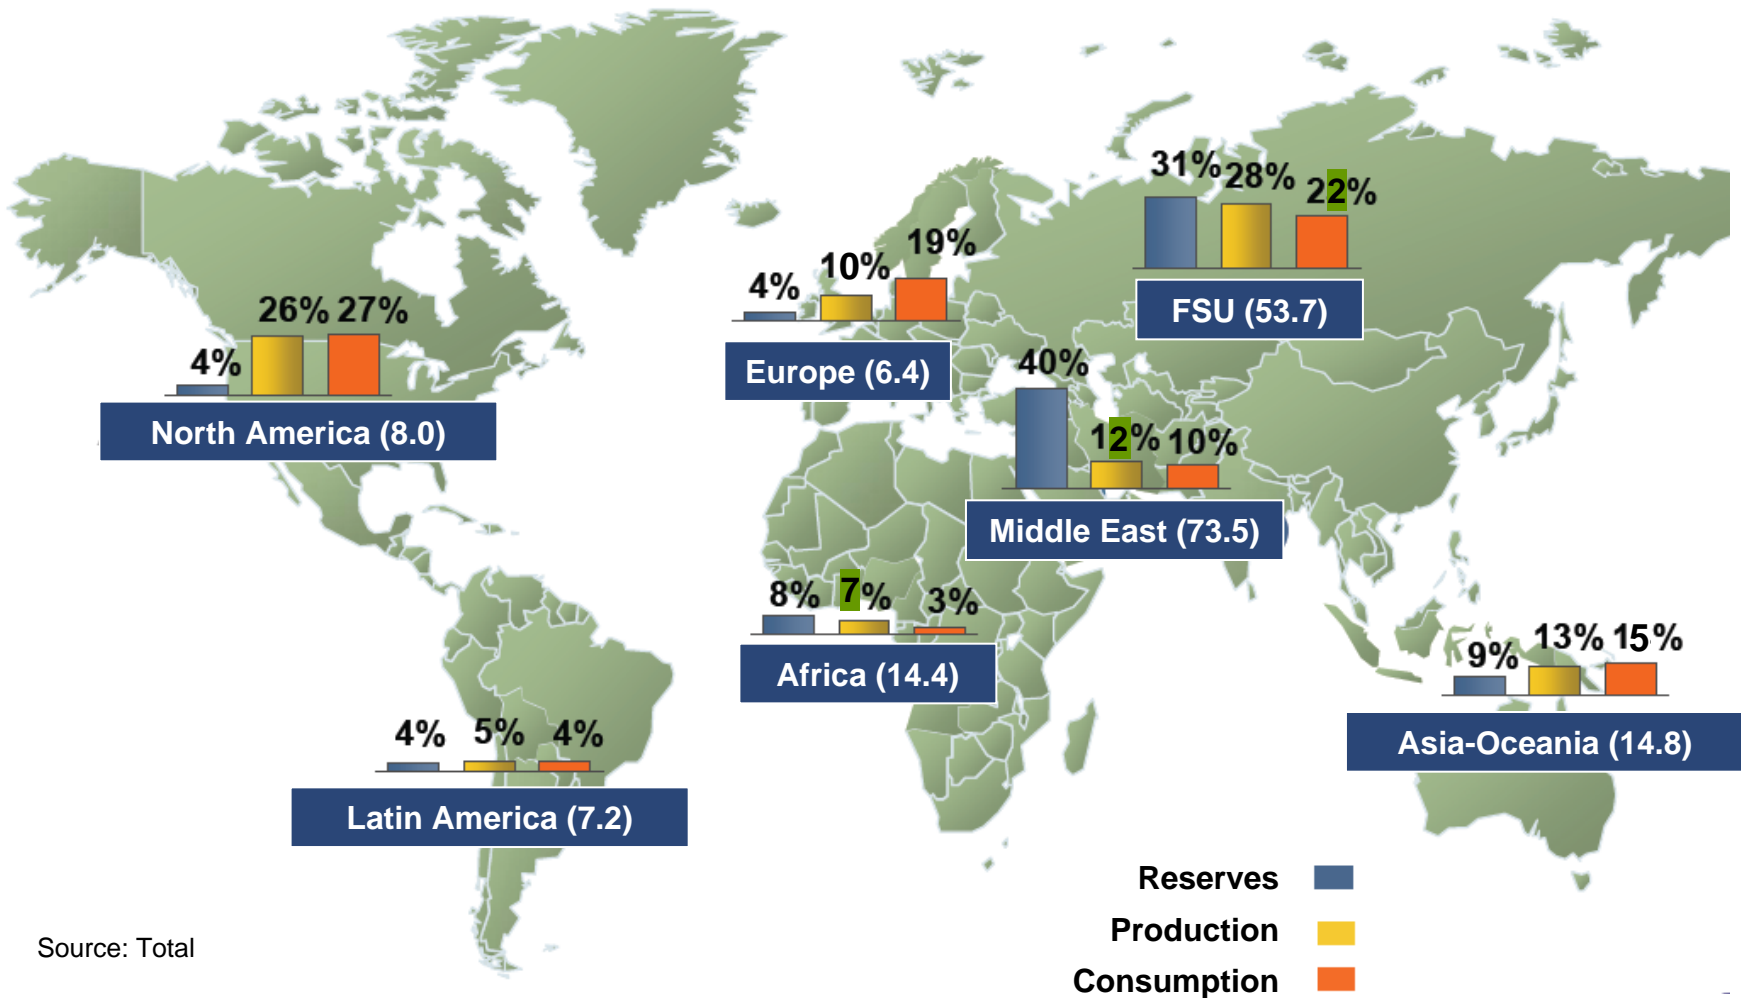 31% 28% 22%
FSU (53.7)
4% 10% 19%
Europe (6.4)
4% 26% 27%
North America (8.0)
40% 12% 10%
Middle East (73.5)
8% 7% 3%
Africa (14.4)
9% 13% 15%
Asia-Oceania (14.8)
4% 5% 4%
Latin America (7.2)
Reserves
Production
Consumption
Source: Total